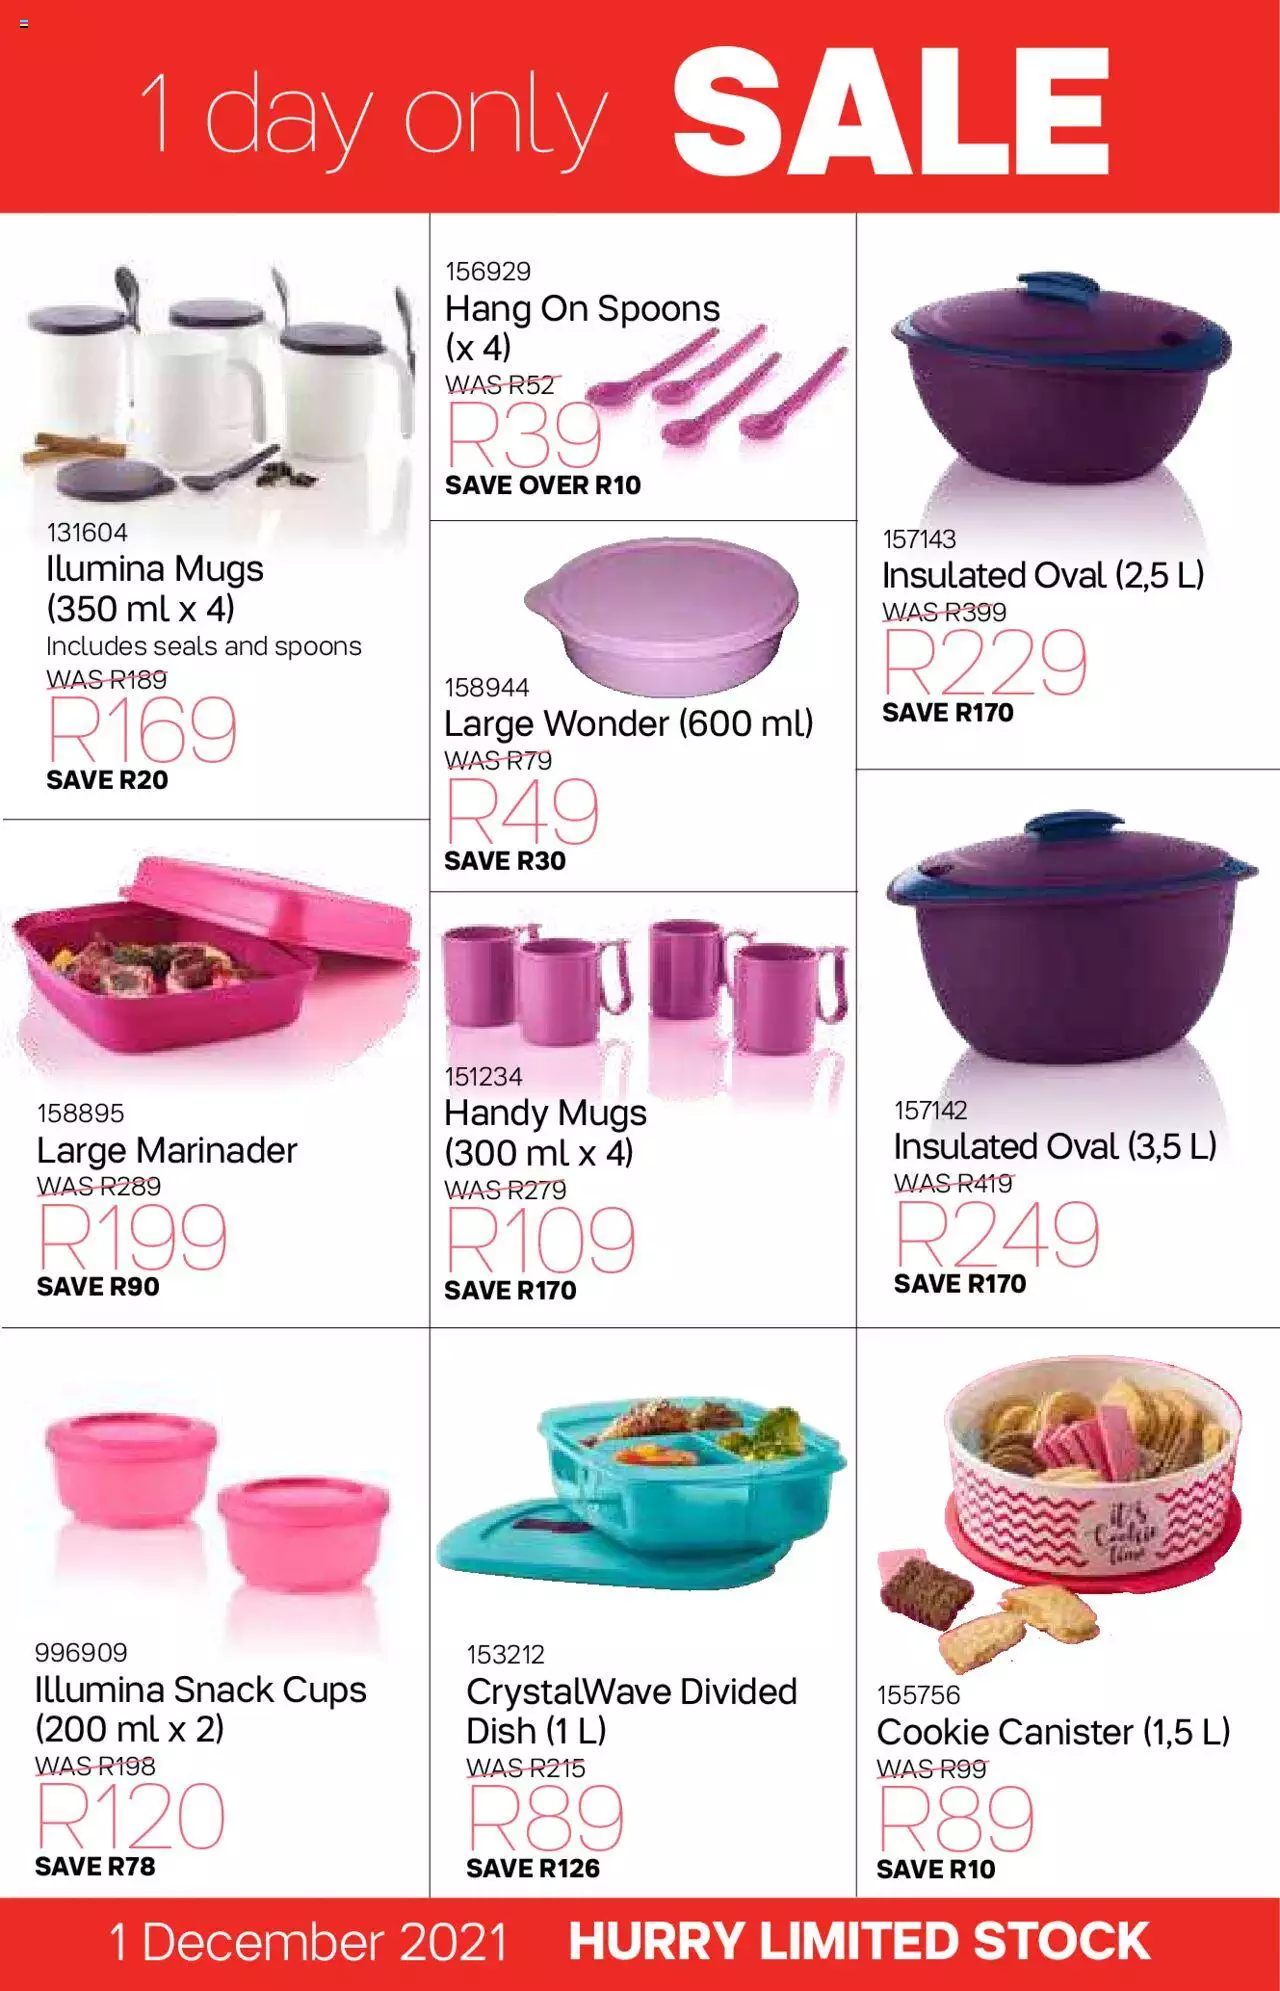 1 day only SALE
131604
Ilumina Mugs
(350 ml x 4)
Includes seals and spoons
WAS R189
R169
SAVE R20
156929
Hang On Spoons
(x 4)
WAS R52
R39
SAVE OVER R10
157143
Insulated Oval (2,5 L)
WAS R399
R229
SAVE R170
158944
Large Wonder (600 ml)
WAS R79
R49
SAVE R30
158895
Large Marinader
WAS R289
R199
SAVE R90
151234
Handy Mugs
(300 ml x 4)
WAS R279
R109
SAVE R170
157142
Insulated Oval (3,5 L)
WAS R419
R249
SAVE R170
996909
Illumina Snack Cups
(200 ml x 2)
WAS R198
R120
SAVE R78
153212
CrystalWave Divided
Dish (1 L)
WAS R215
R89
SAVE R126
it's
Cookie
time
155756
Cookie Canister (1,5 L)
WAS R99
R89
SAVE R10
1 December 2021 HURRY LIMITED STOCK